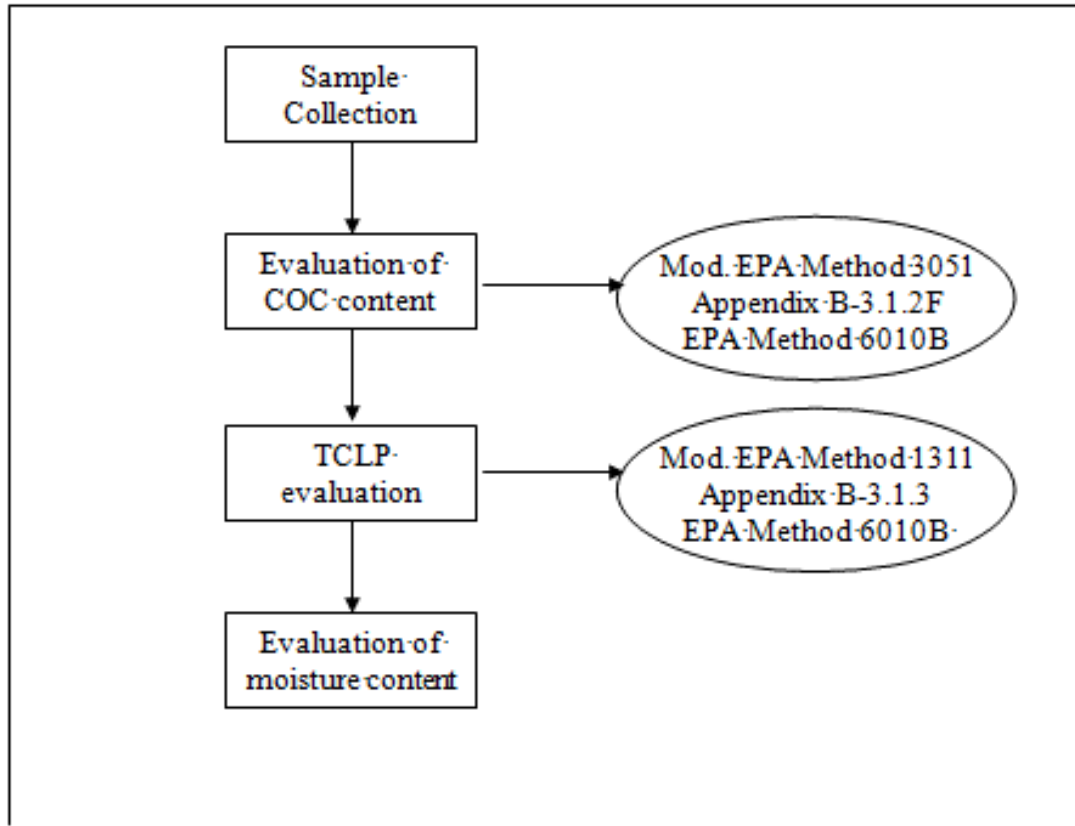 Sample
Collection
Evaluation of
COC content
Mod. EPA Method 3051
Appendix B-3.1.2F
EPA Method 6010B
TCLP
evaluation
Mod. EPA Method 1311
Appendix B-3.1.3
EPA Method 6010B
Evaluation of
moisture content